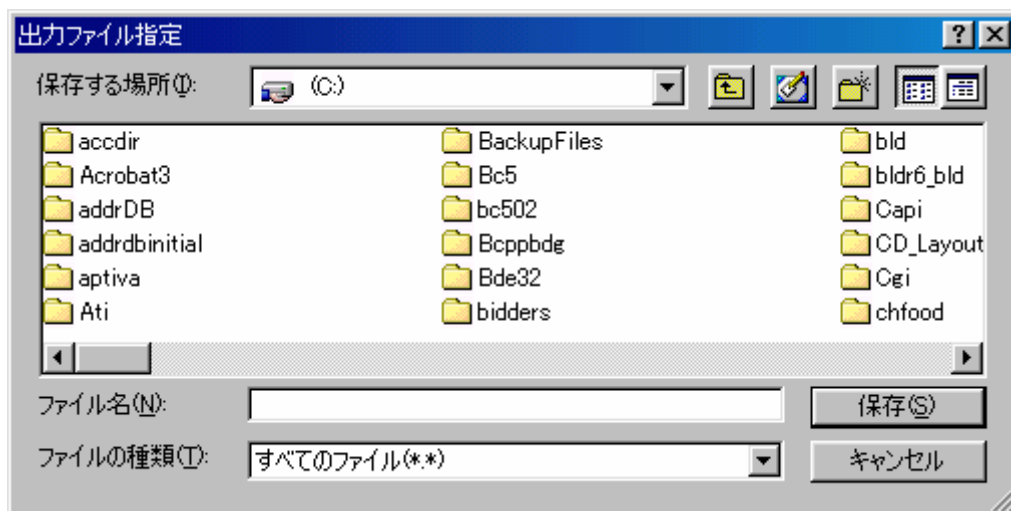 出力ファイル指定
保存する場所(I): (C:)
accdir BackupFiles bld
Acrobat3 Bc5 bldr6_bld
addrDB bc502 Capi
addrdbinitial Bcppbdg CD_Layout
aptiva Bde32 Cgi
Ati bidders chfood
ファイル名(N): 保存(S)
ファイルの種類(T): すべてのファイル(*.*) キャンセル